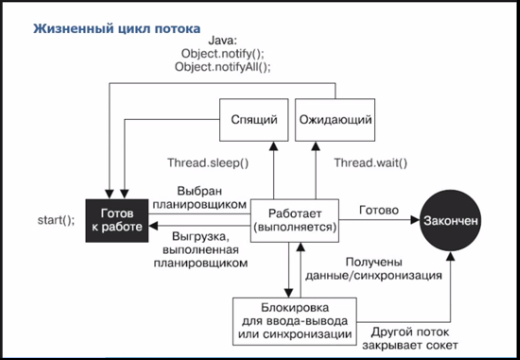 Жизненный цикл потока
Java:
Object.notify();
Object.notifyAll();
Спящий
Ожидающий
Thread.sleep()
Thread.wait()
start();
Готов
к работе
Выбран
планировщиком
Выгрузка,
выполненная
планировщиком
Работает
(выполняется)
Готово
Закончен
Получены
данные/синхронизация
Блокировка
для ввода-вывода
или синхронизации
Другой поток
закрывает сокет